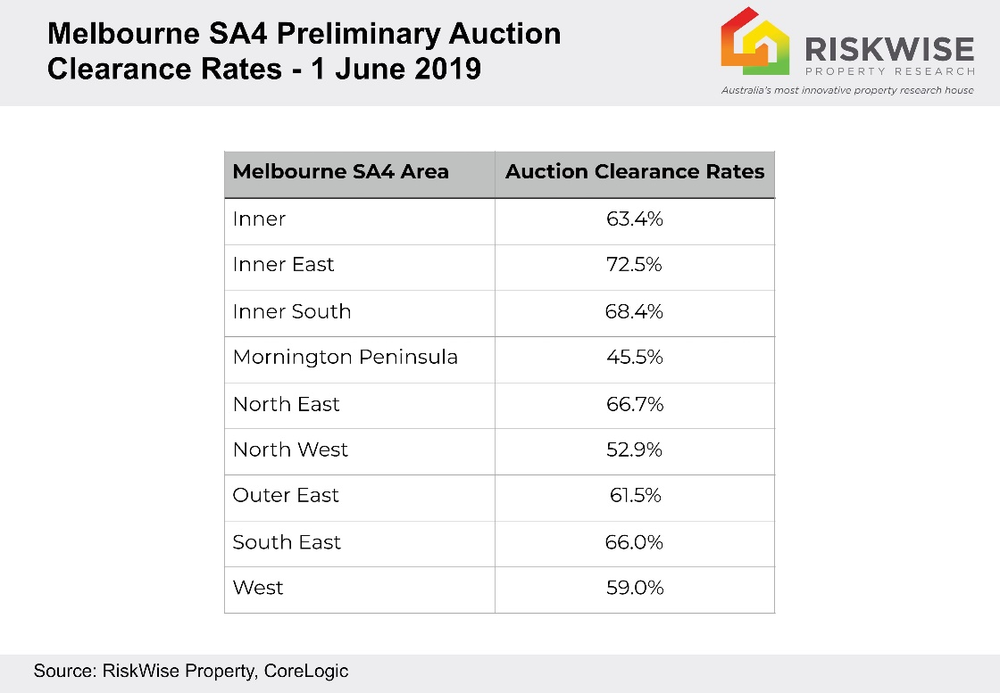 Melbourne SA4 Preliminary Auction
Clearance Rates - 1 June 2019
RISKWISE
PROPERTY RESEARCH
Australia's most innovative property research house
Melbourne SA4 Area Auction Clearance Rates
Inner 63.4%
Inner East 72.5%
Inner South 68.4%
Mornington Peninsula 45.5%
North East 66.7%
North West 52.9%
Outer East 61.5%
South East 66.0%
West 59.0%
Source: RiskWise Property, CoreLogic